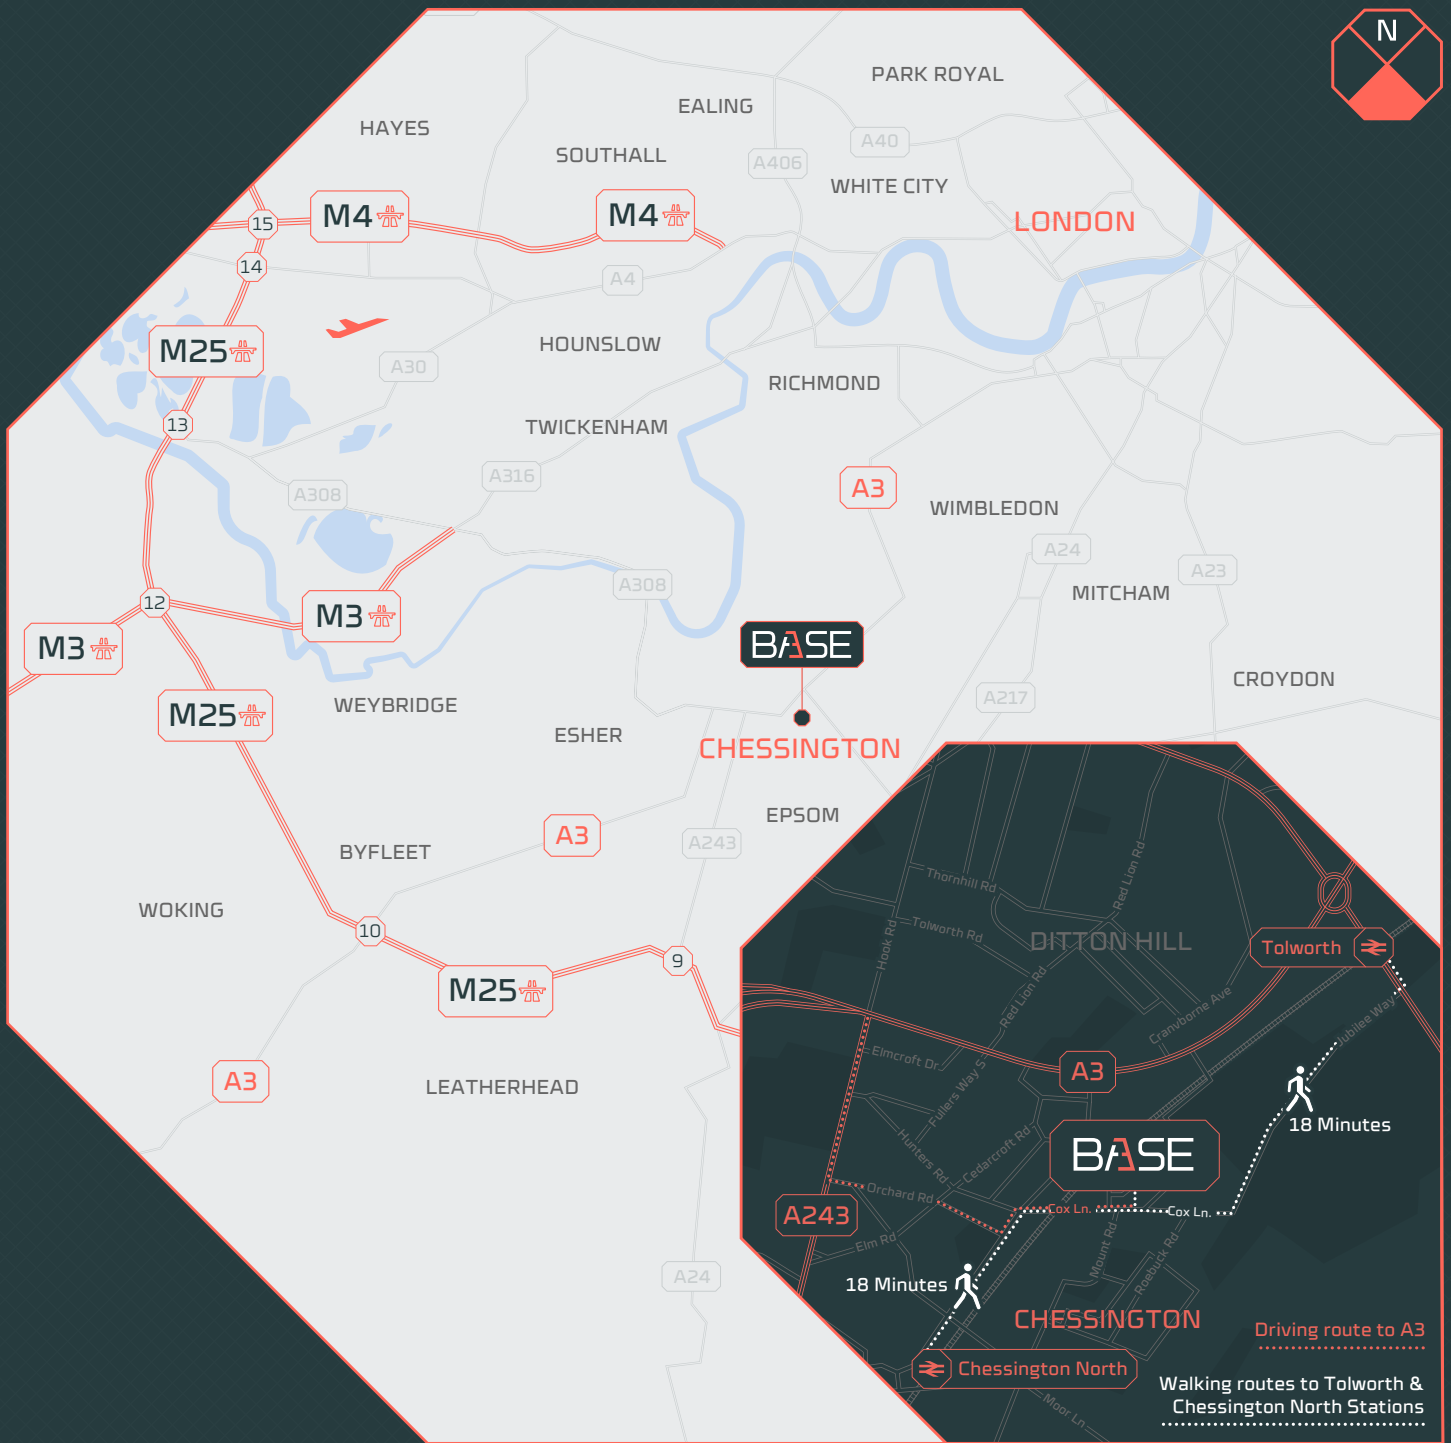 N
PARK ROYAL
EALING
HAYES
A40
SOUTHALL
A406
WHITE CITY
M4
M4
LONDON
15
14
A4
HOUNSLOW
M25
A30
RICHMOND
13
TWICKENHAM
A316
A3
A308
WIMBLEDON
A24
A23
A308
MITCHAM
12
M3
M3
BASE
CROYDON
A217
WEYBRIDGE
M25
ESHER
CHESSINGTON
EPSOM
A3
A243
BYFLEET
WOKING
10
9
M25
A3
LEATHERHEAD
A24
Thornhill Rd
Red Lion Rd
Tolworth Rd
Hook Rd
DITTON HILL
Tolworth
Red Lion Rd
Cranvborne Ave
Jubilee Way
Elmcroft Dr
A3
Fullers Way S
18 Minutes
Hunters Rd
Cedarcroft Rd
BASE
Orchard Rd
A243
Cox Ln.
Cox Ln.
Elm Rd
Mount Rd
Roebuck Rd
18 Minutes
CHESSINGTON
Driving route to A3
Chessington North
Walking routes to Tolworth &
Chessington North Stations
Moor Ln